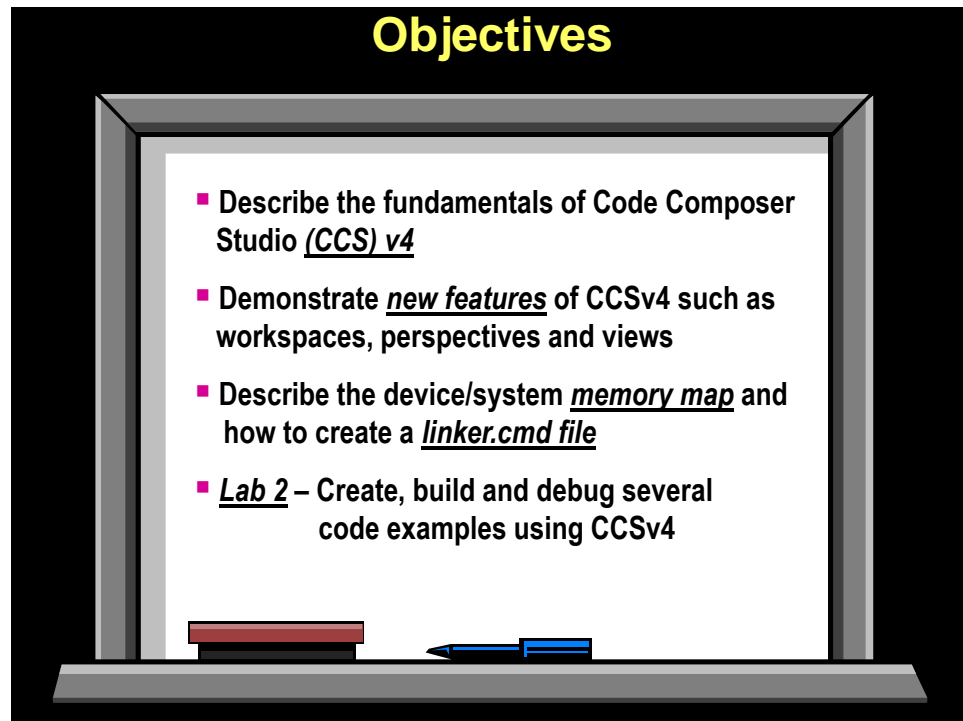 Objectives
▪ Describe the fundamentals of Code Composer
Studio (CCS) v4
▪ Demonstrate new features of CCSv4 such as
workspaces, perspectives and views
▪ Describe the device/system memory map and
how to create a linker.cmd file
▪ Lab 2 – Create, build and debug several
code examples using CCSv4